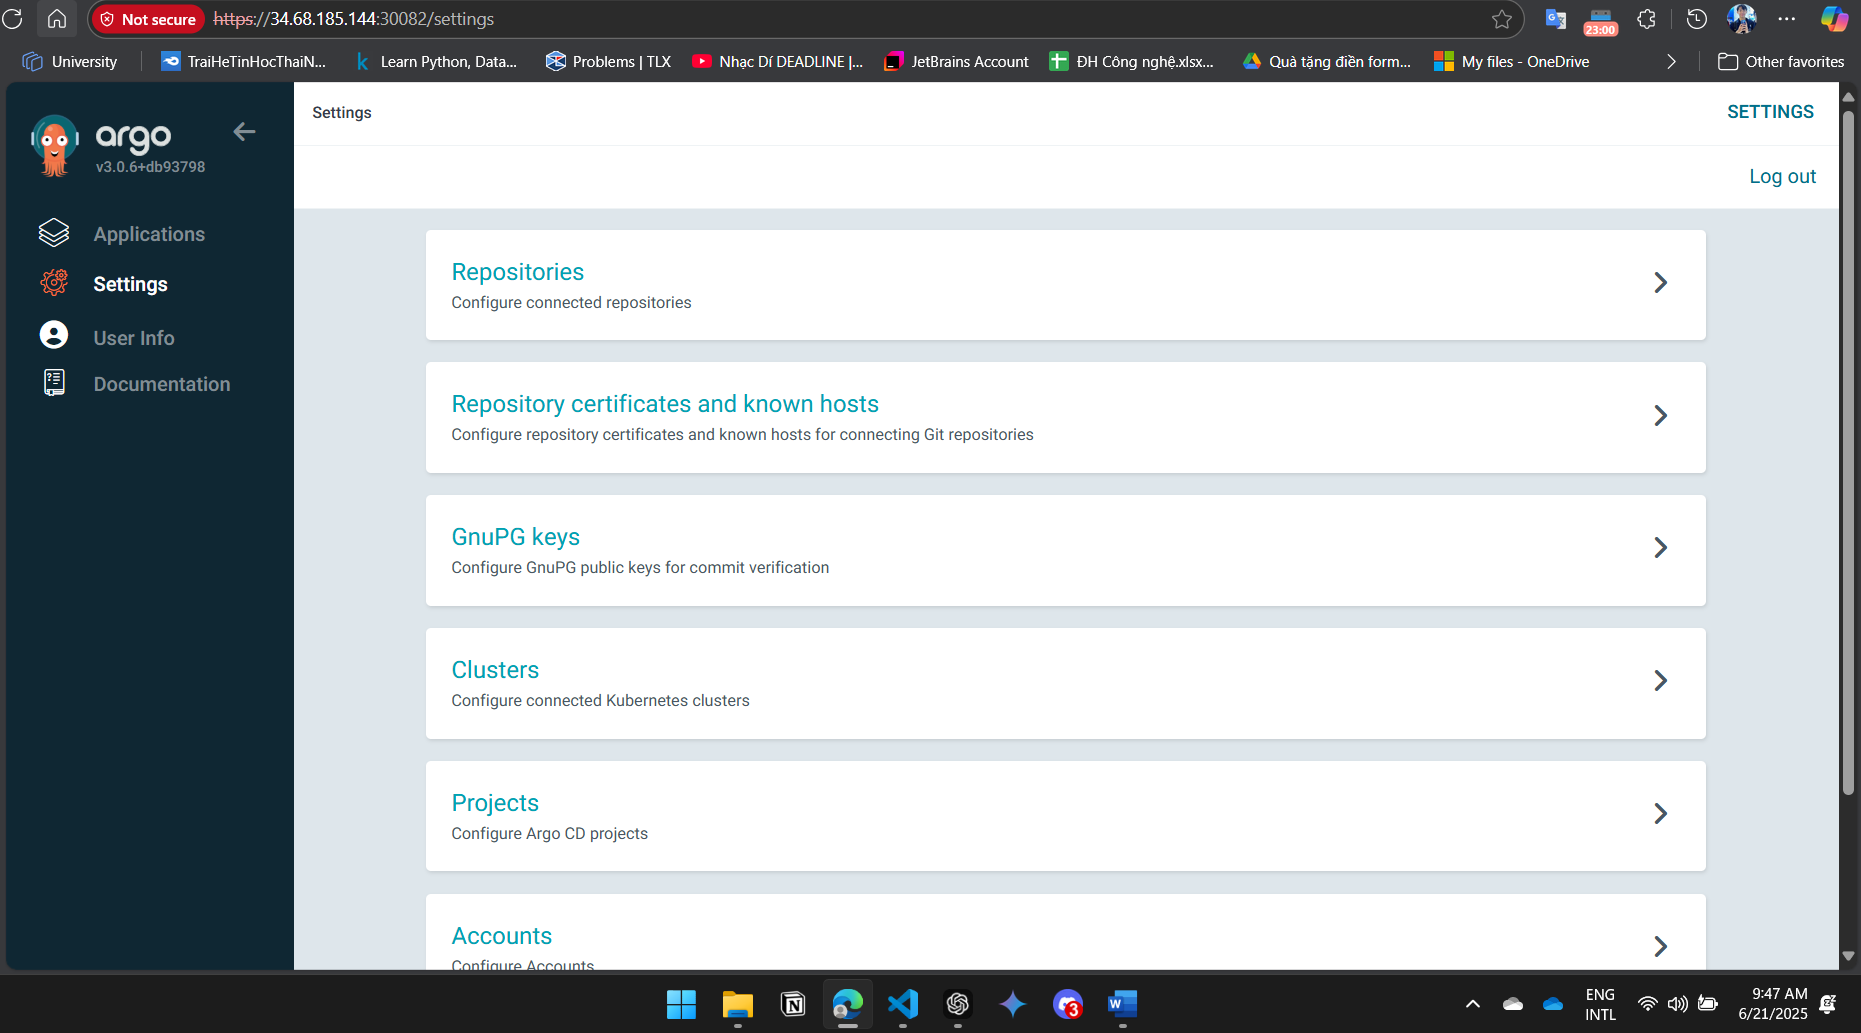 Not secure https://34.68.185.144:30082/settings
23:00
University TraiHeTinHocThaiN... Learn Python, Data... Problems | TLX Nhạc Dí DEADLINE |... JetBrains Account ĐH Công nghệ.xlsx... Quà tặng điền form... My files - OneDrive Other favorites
argo
v3.0.6+db93798
Applications
Settings
User Info
Documentation
Settings SETTINGS
Log out
Repositories
Configure connected repositories
Repository certificates and known hosts
Configure repository certificates and known hosts for connecting Git repositories
GnuPG keys
Configure GnuPG public keys for commit verification
Clusters
Configure connected Kubernetes clusters
Projects
Configure Argo CD projects
Accounts
Configure Accounts
3
ENG
INTL
9:47 AM
6/21/2025